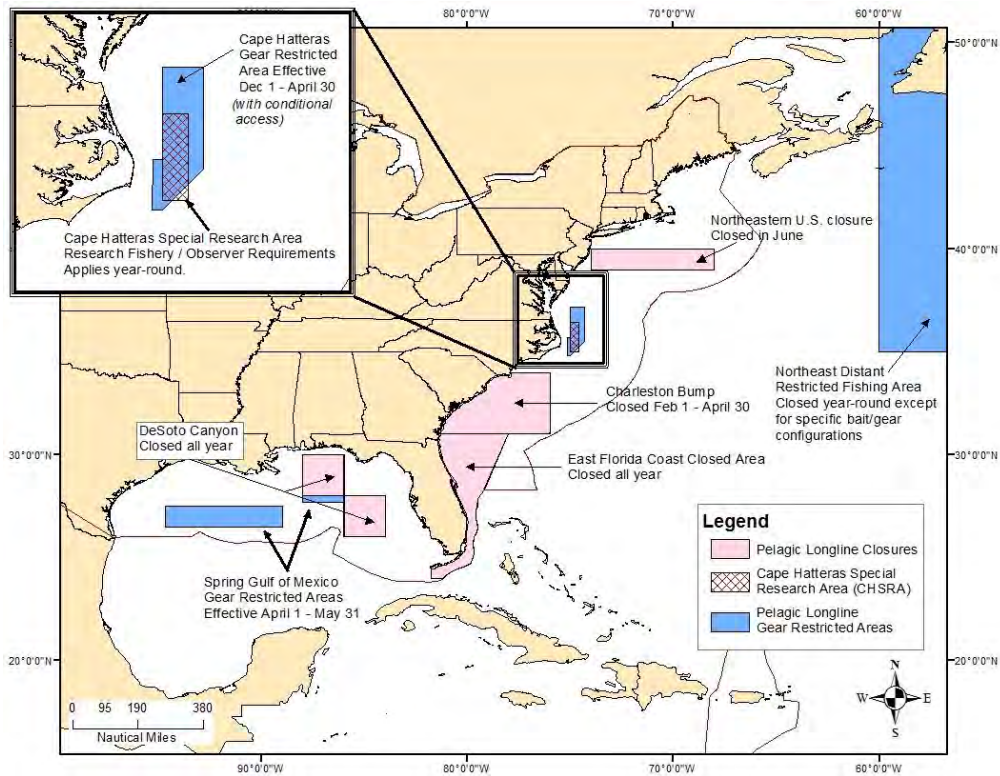 80°0'0"W
70°0'0"W
60°0'0"W
50°0'0"N
40°0'0"N
30°0'0"N
20°0'0"N
Cape Hatteras
Gear Restricted
Area Effective
Dec 1 - April 30
(with conditional
access)
Cape Hatteras Special Research Area
Research Fishery / Observer Requirements
Applies year-round.
Northeastern U.S. closure
Closed in June
Northeast Distant
Restricted Fishing Area
Closed year-round except
for specific bait/gear
configurations
Charleston Bump
Closed Feb 1 - April 30
DeSoto Canyon
Closed all year
East Florida Coast Closed Area
Closed all year
30°0'0"N
Spring Gulf of Mexico
Gear Restricted Areas
Effective April 1 - May 31
Legend
Pelagic Longline Closures
Cape Hatteras Special
Research Area (CHSRA)
Pelagic Longline
Gear Restricted Areas
20°0'0"N
N
W
E
S
0 95 190 380
Nautical Miles
90°0'0"W
80°0'0"W
70°0'0"W
60°0'0"W